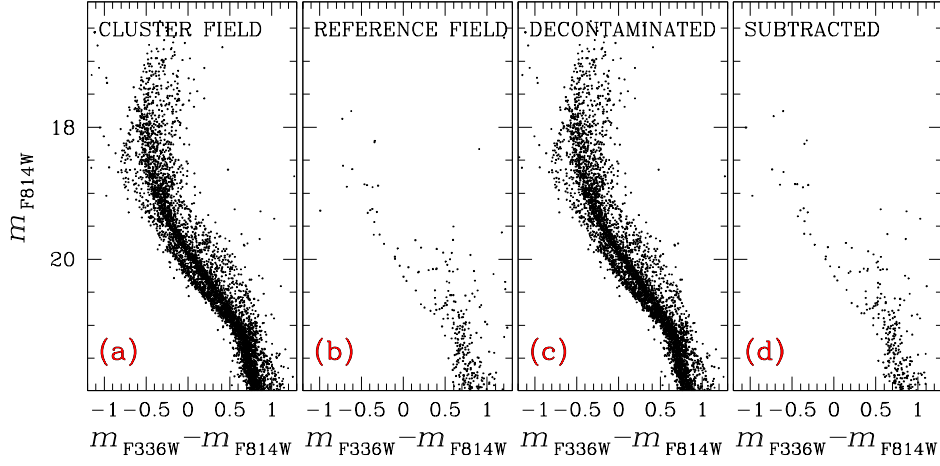 CLUSTER FIELD
REFERENCE FIELD
DECONTAMINATED
SUBTRACTED
18
20
m F814W
(a)
(b)
(c)
(d)
−1 −0.5 0 0.5 1
−1 −0.5 0 0.5 1
−1 −0.5 0 0.5 1
−1 −0.5 0 0.5 1
m F336W − m F814W
m F336W − m F814W
m F336W − m F814W
m F336W − m F814W